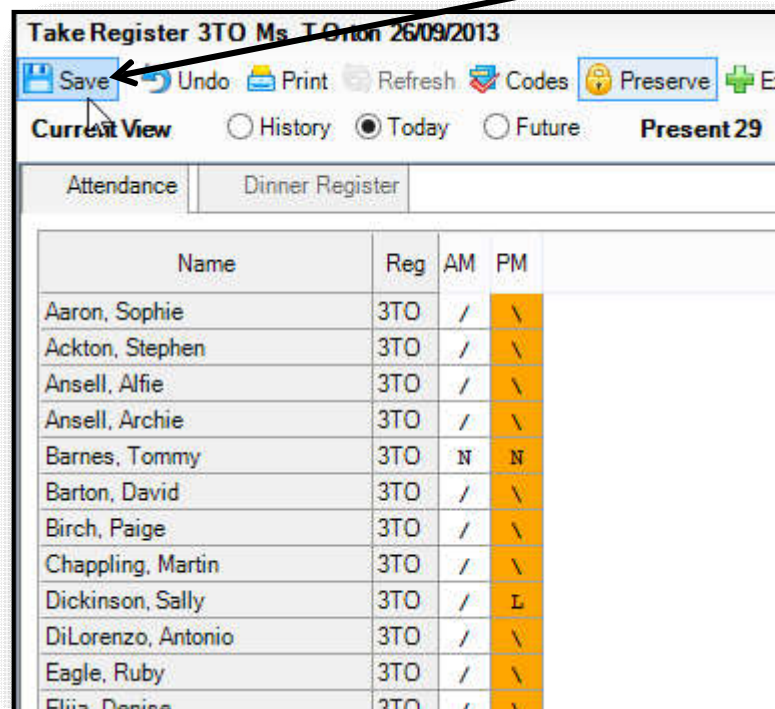 Take Register 3TO Ms T Orton 26/09/2013
Save Undo Print Refresh Codes Preserve
Current View History Today Future Present 29
Attendance Dinner Register
Name Reg AM PM
Aaron, Sophie 3TO / \
Ackton, Stephen 3TO / \
Ansell, Alfie 3TO / \
Ansell, Archie 3TO / \
Barnes, Tommy 3TO N N
Barton, David 3TO / \
Birch, Paige 3TO / \
Chappling, Martin 3TO / \
Dickinson, Sally 3TO / L
DiLorenzo, Antonio 3TO / \
Eagle, Ruby 3TO / \
3TO / \